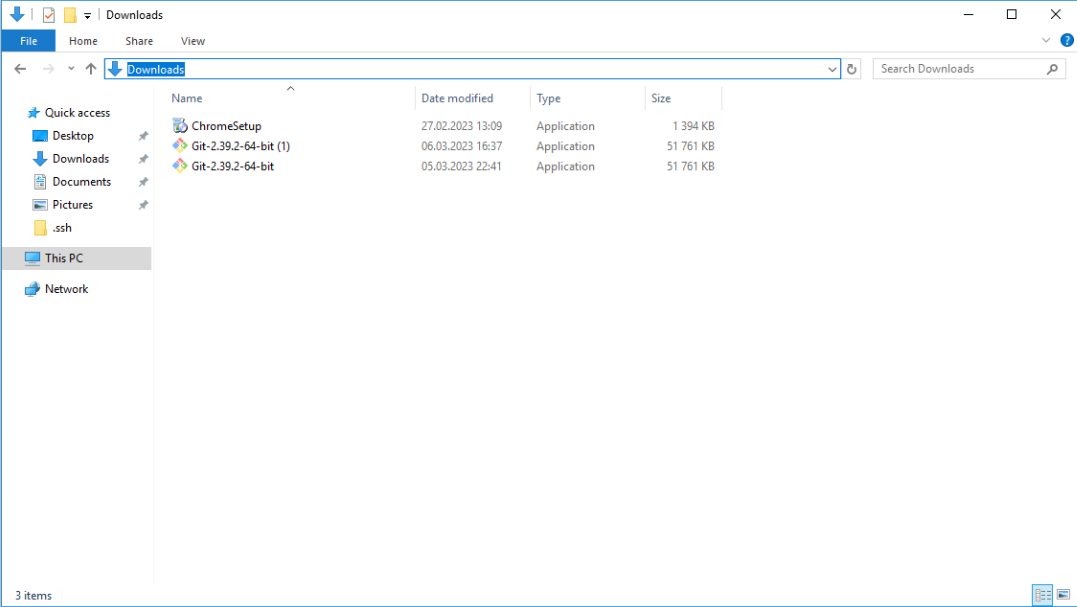 Downloads
File Home Share View
Downloads Search Downloads
Name Date modified Type Size
Quick access
Desktop
Downloads
Documents
Pictures
.ssh
This PC
Network
ChromeSetup 27.02.2023 13:09 Application 1 394 KB
Git-2.39.2-64-bit (1) 06.03.2023 16:37 Application 51 761 KB
Git-2.39.2-64-bit 05.03.2023 22:41 Application 51 761 KB
3 items